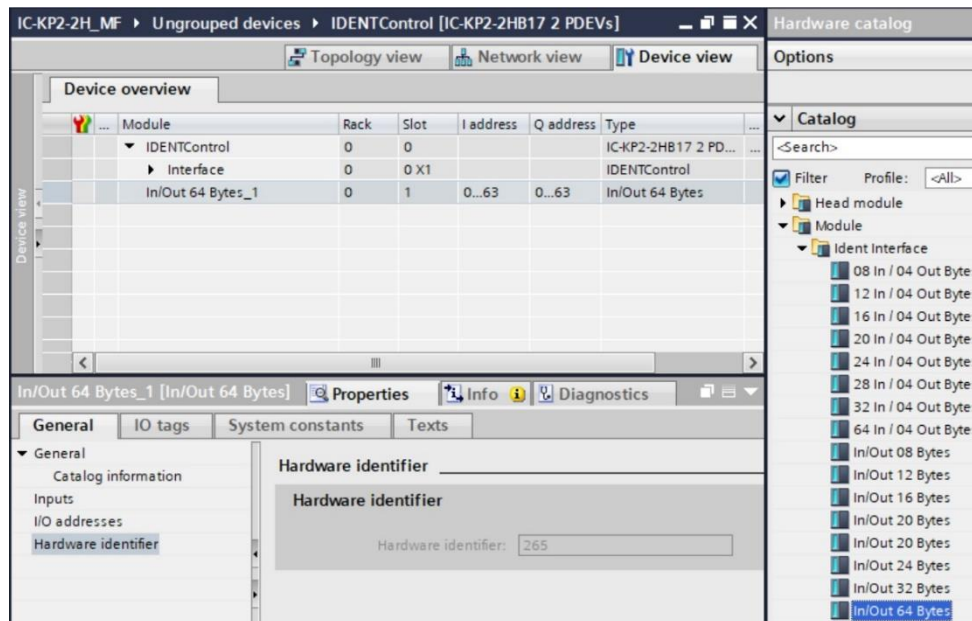 IC-KP2-2H_MF ▸ Ungrouped devices ▸ IDENTControl [IC-KP2-2HB17 2 PDEVs]
Topology view Network view Device view
Device overview
... Module Rack Slot I address Q address Type ...
IDENTControl 0 0 IC-KP2-2HB17 2 PD... ...
Interface 0 0 X1 IDENTControl
In/Out 64 Bytes_1 0 1 0...63 0...63 In/Out 64 Bytes
Device view
In/Out 64 Bytes_1 [In/Out 64 Bytes] Properties Info Diagnostics
General IO tags System constants Texts
General
Catalog information
Inputs
I/O addresses
Hardware identifier
Hardware identifier
Hardware identifier
Hardware identifier: 265
Hardware catalog
Options
Catalog
<Search>
Filter Profile: <All>
Head module
Module
Ident Interface
08 In / 04 Out Byte
12 In / 04 Out Byte
16 In / 04 Out Byte
20 In / 04 Out Byte
24 In / 04 Out Byte
28 In / 04 Out Byte
32 In / 04 Out Byte
64 In / 04 Out Byte
In/Out 08 Bytes
In/Out 12 Bytes
In/Out 16 Bytes
In/Out 20 Bytes
In/Out 20 Bytes
In/Out 24 Bytes
In/Out 32 Bytes
In/Out 64 Bytes